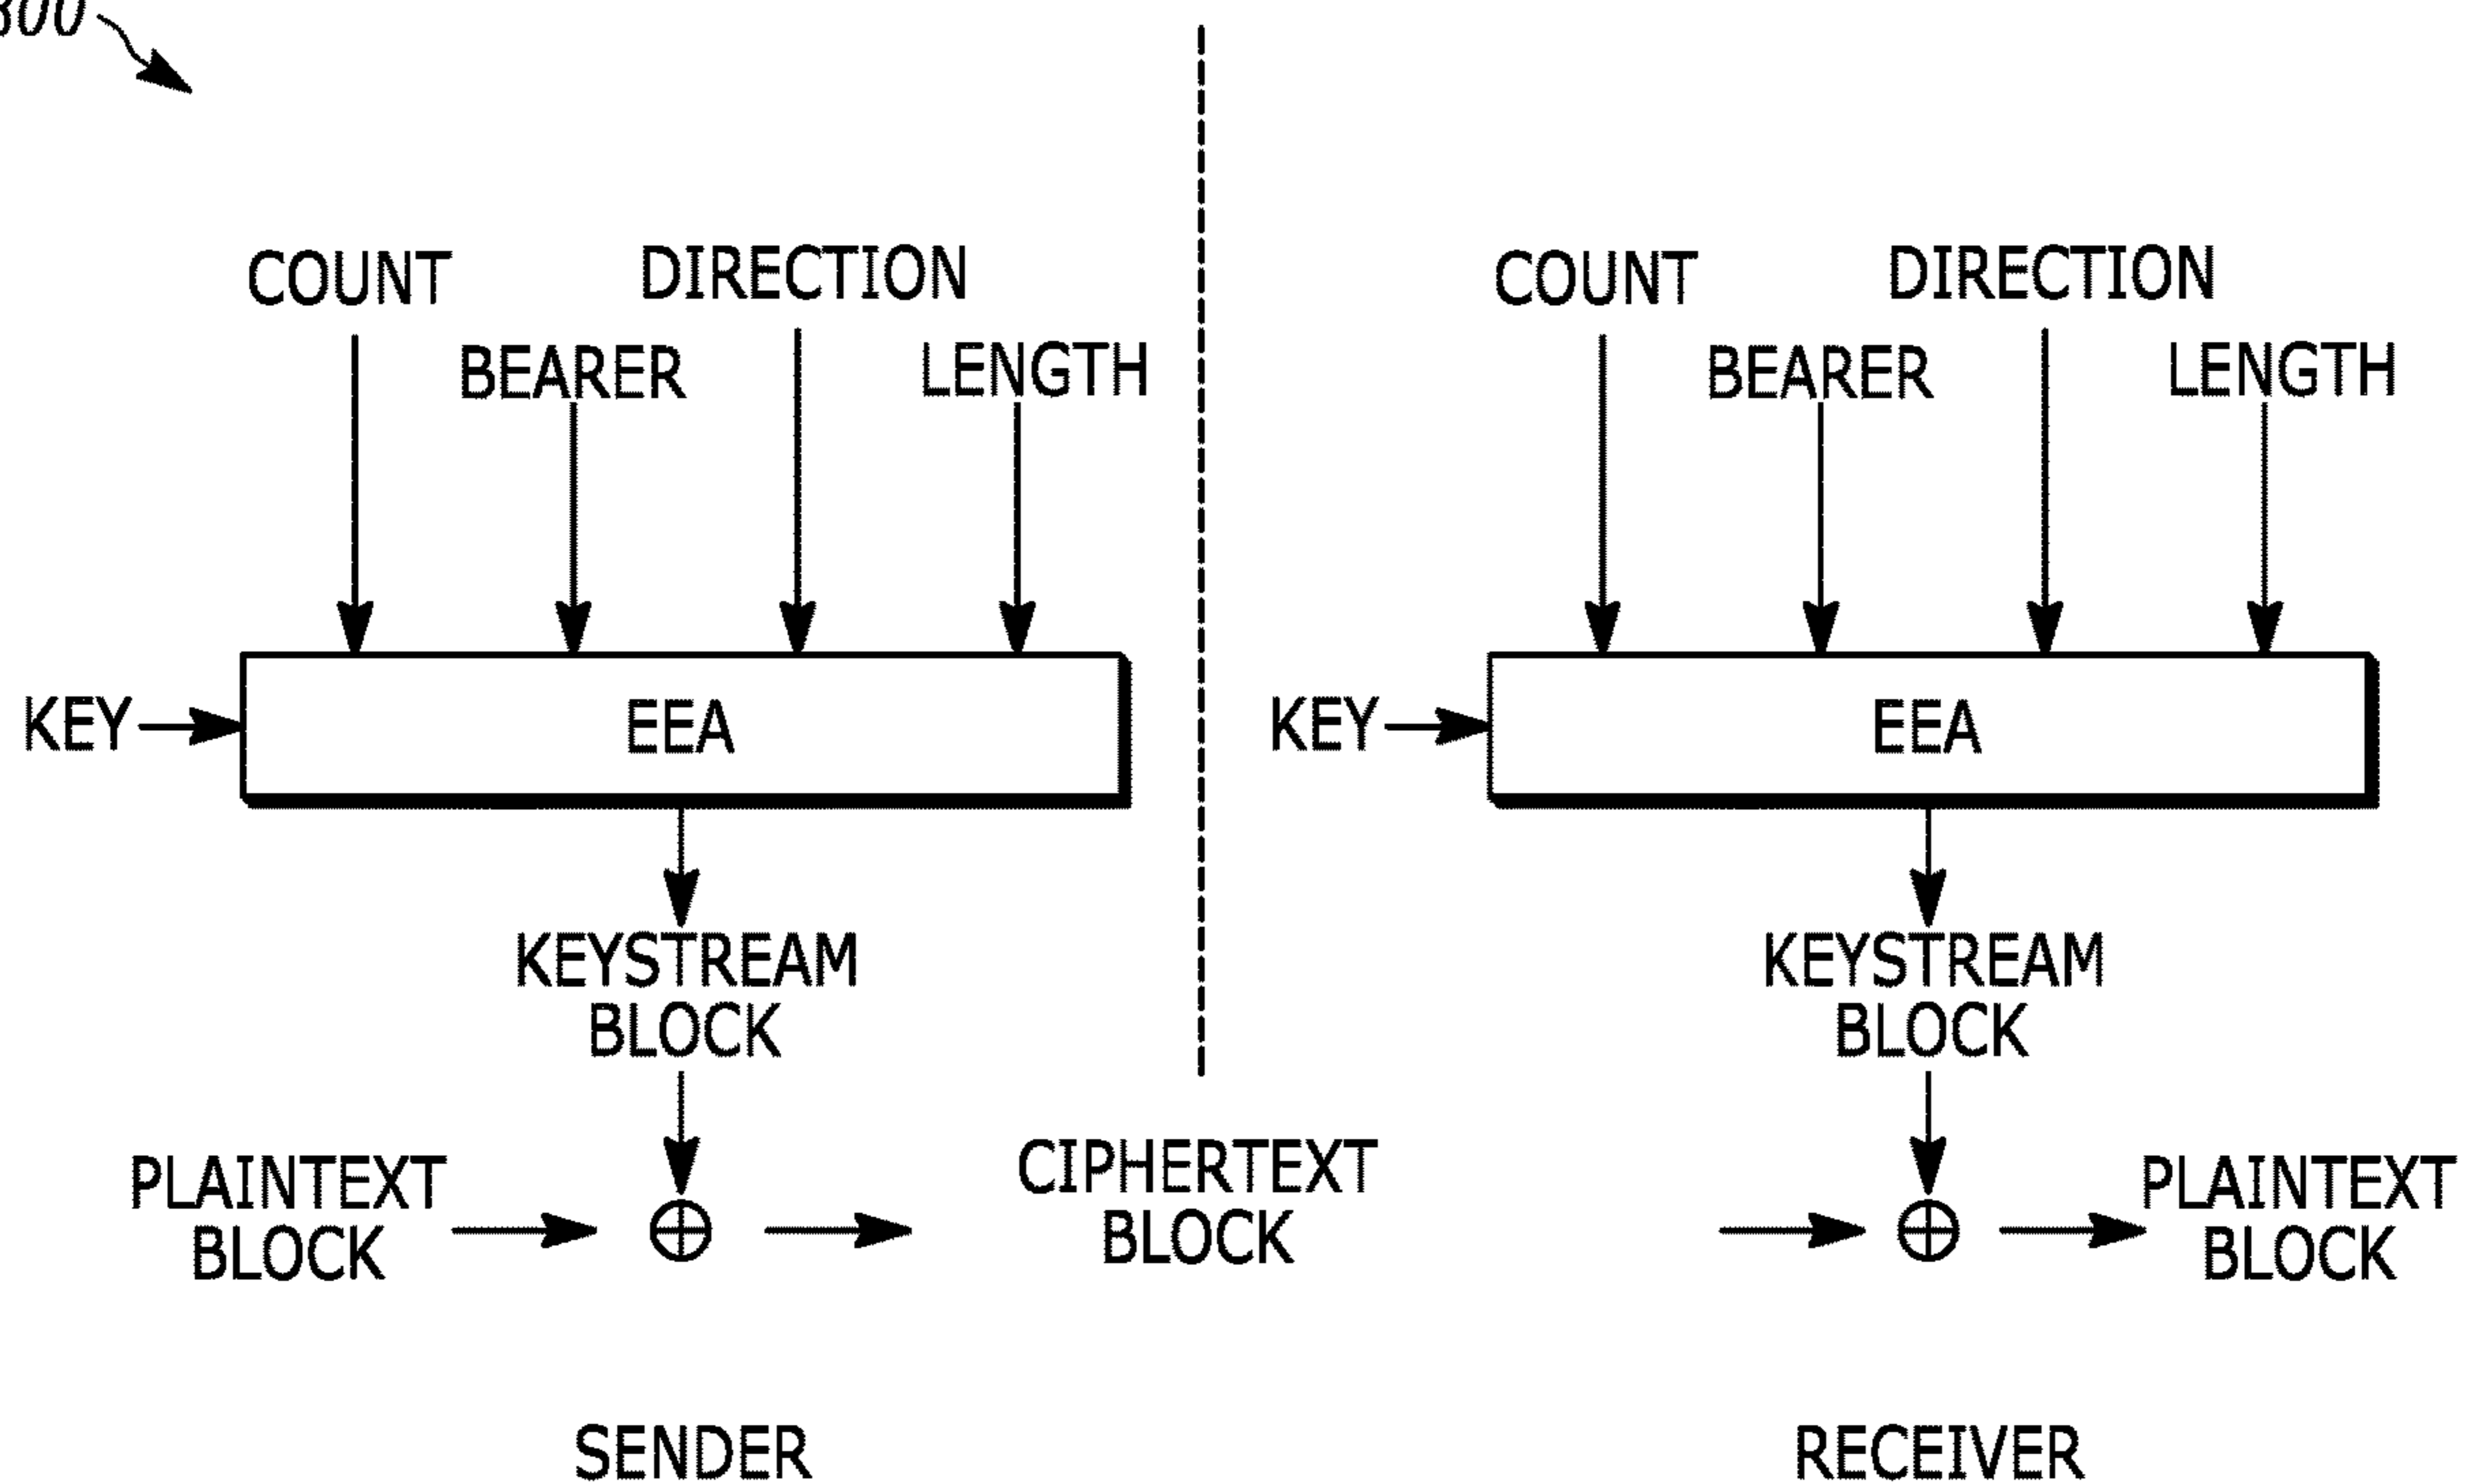 300
COUNT
DIRECTION
BEARER
LENGTH
KEY
EEA
KEYSTREAM
BLOCK
PLAINTEXT
BLOCK
CIPHERTEXT
BLOCK
SENDER
COUNT
DIRECTION
BEARER
LENGTH
KEY
EEA
KEYSTREAM
BLOCK
PLAINTEXT
BLOCK
RECEIVER